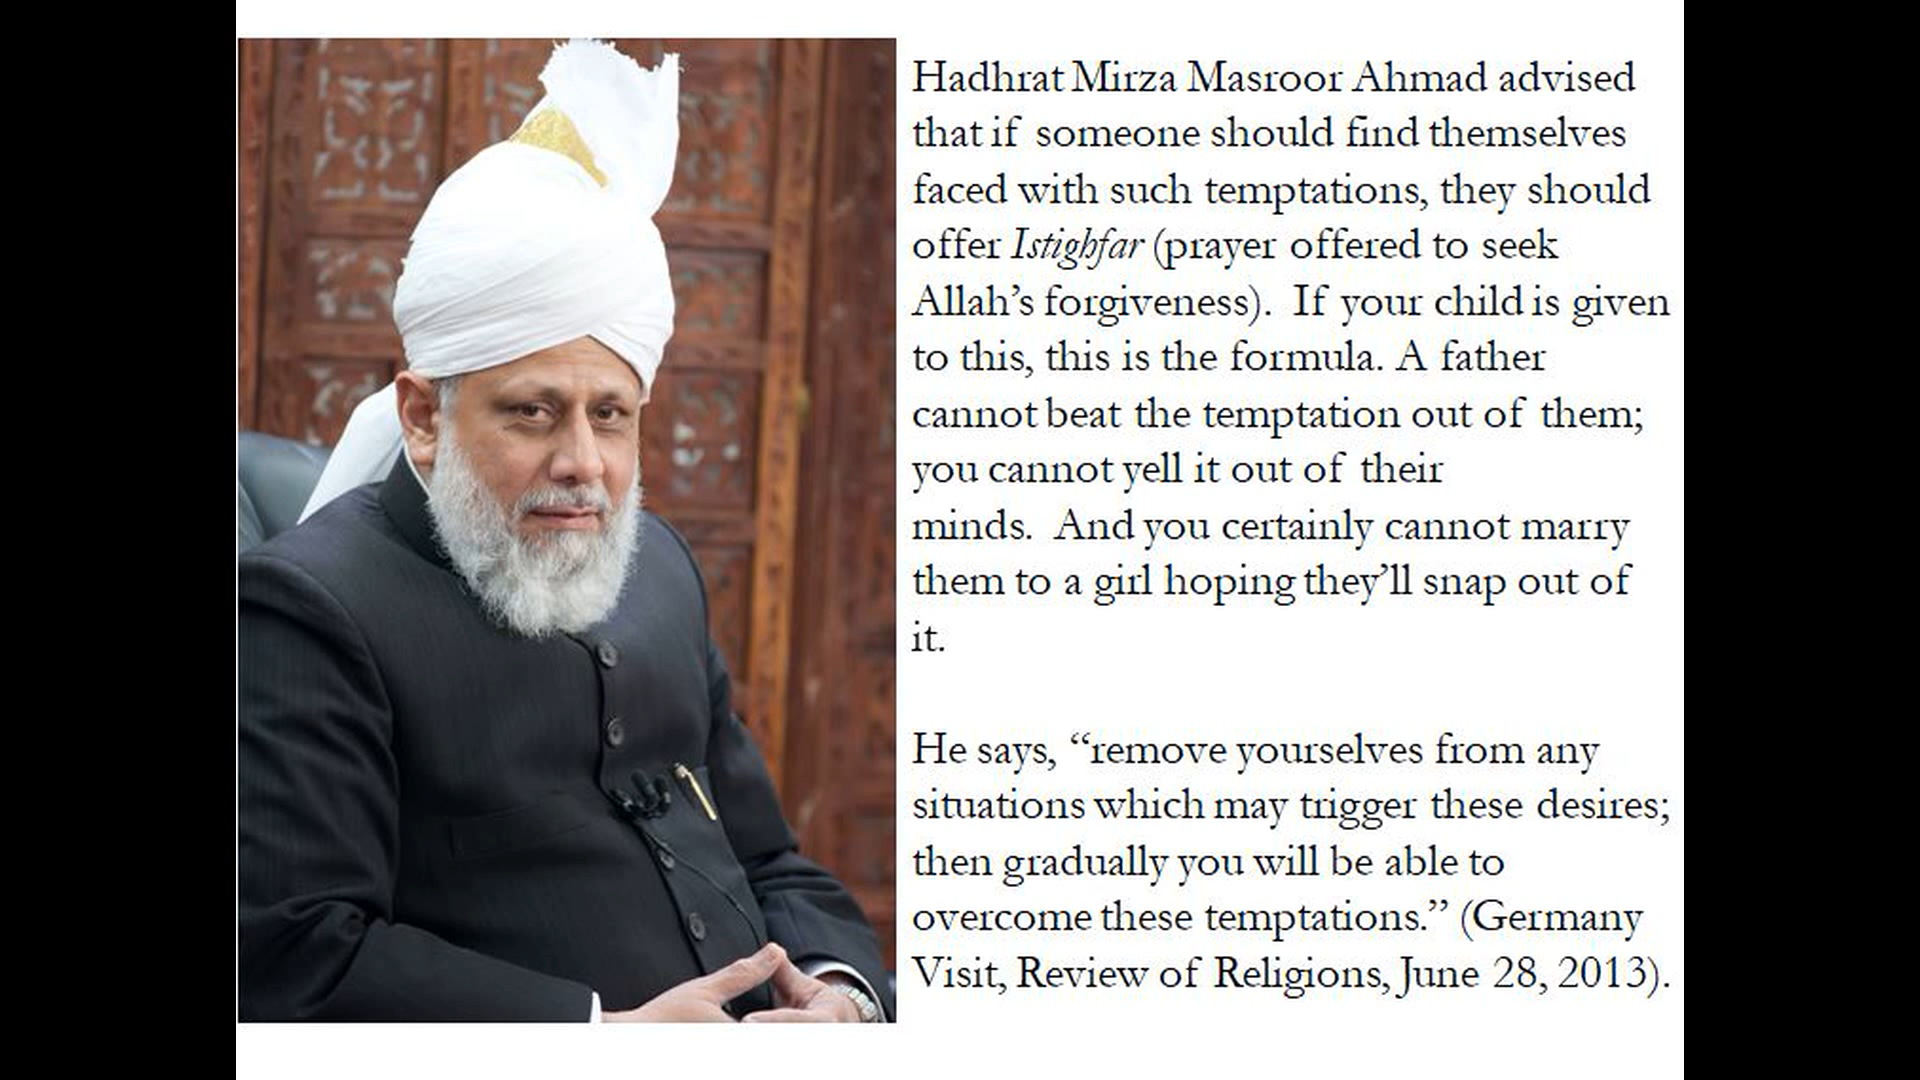 Hadhrat Mirza Masroor Ahmad advised
that if someone should find themselves
faced with such temptations, they should
offer Istighfar (prayer offered to seek
Allah’s forgiveness).  If your child is given
to this, this is the formula. A father
cannot beat the temptation out of them;
you cannot yell it out of their
minds.  And you certainly cannot marry
them to a girl hoping they’ll snap out of
it.
He says, “remove yourselves from any
situations which may trigger these desires;
then gradually you will be able to
overcome these temptations.” (Germany
Visit, Review of Religions, June 28, 2013).